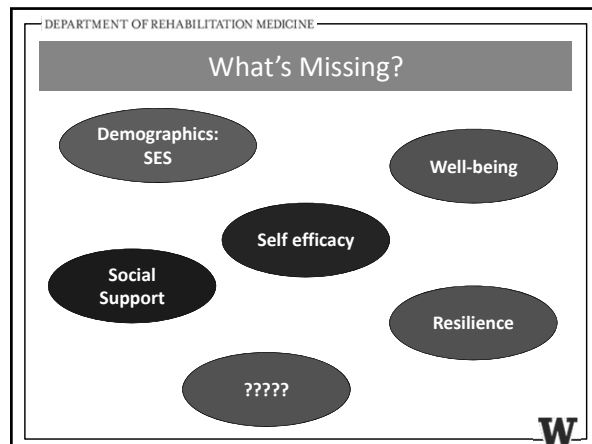 DEPARTMENT OF REHABILITATION MEDICINE
What's Missing?
Demographics:
SES
Well-being
Self efficacy
Social
Support
Resilience
?????
W